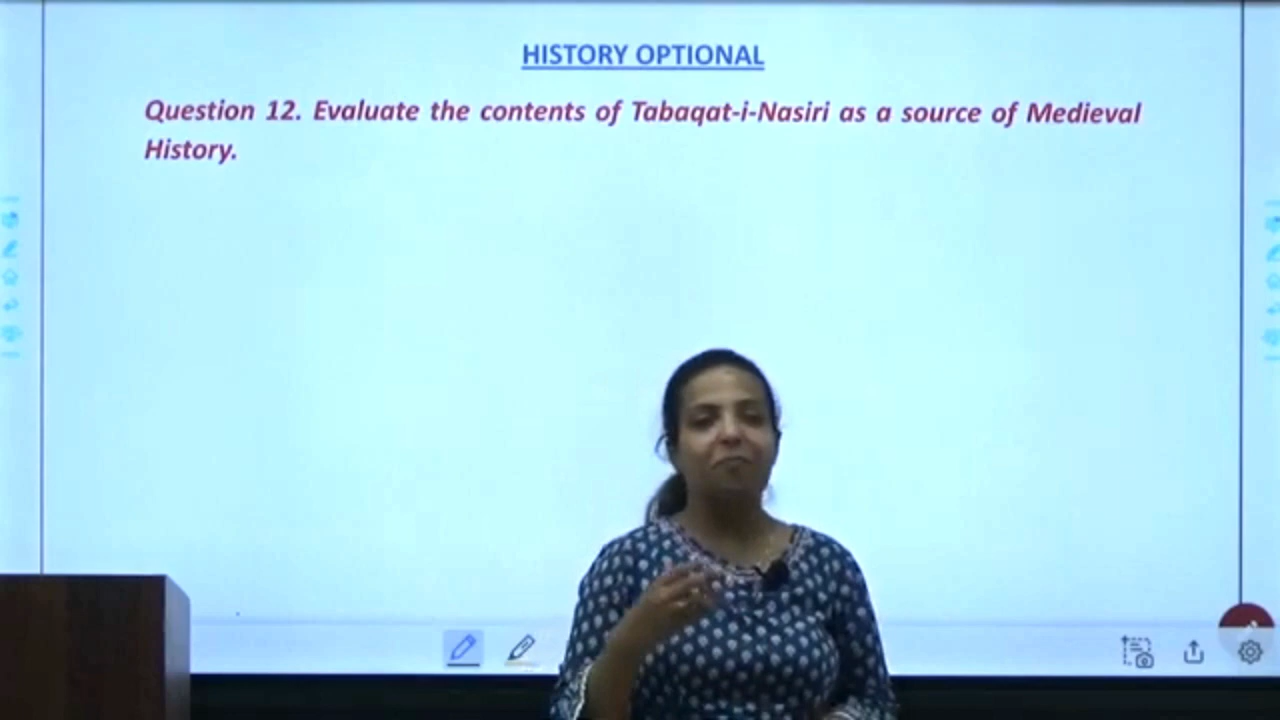 HISTORY OPTIONAL
Question 12. Evaluate the contents of Tabaqat-i-Nasiri as a source of Medieval
History.